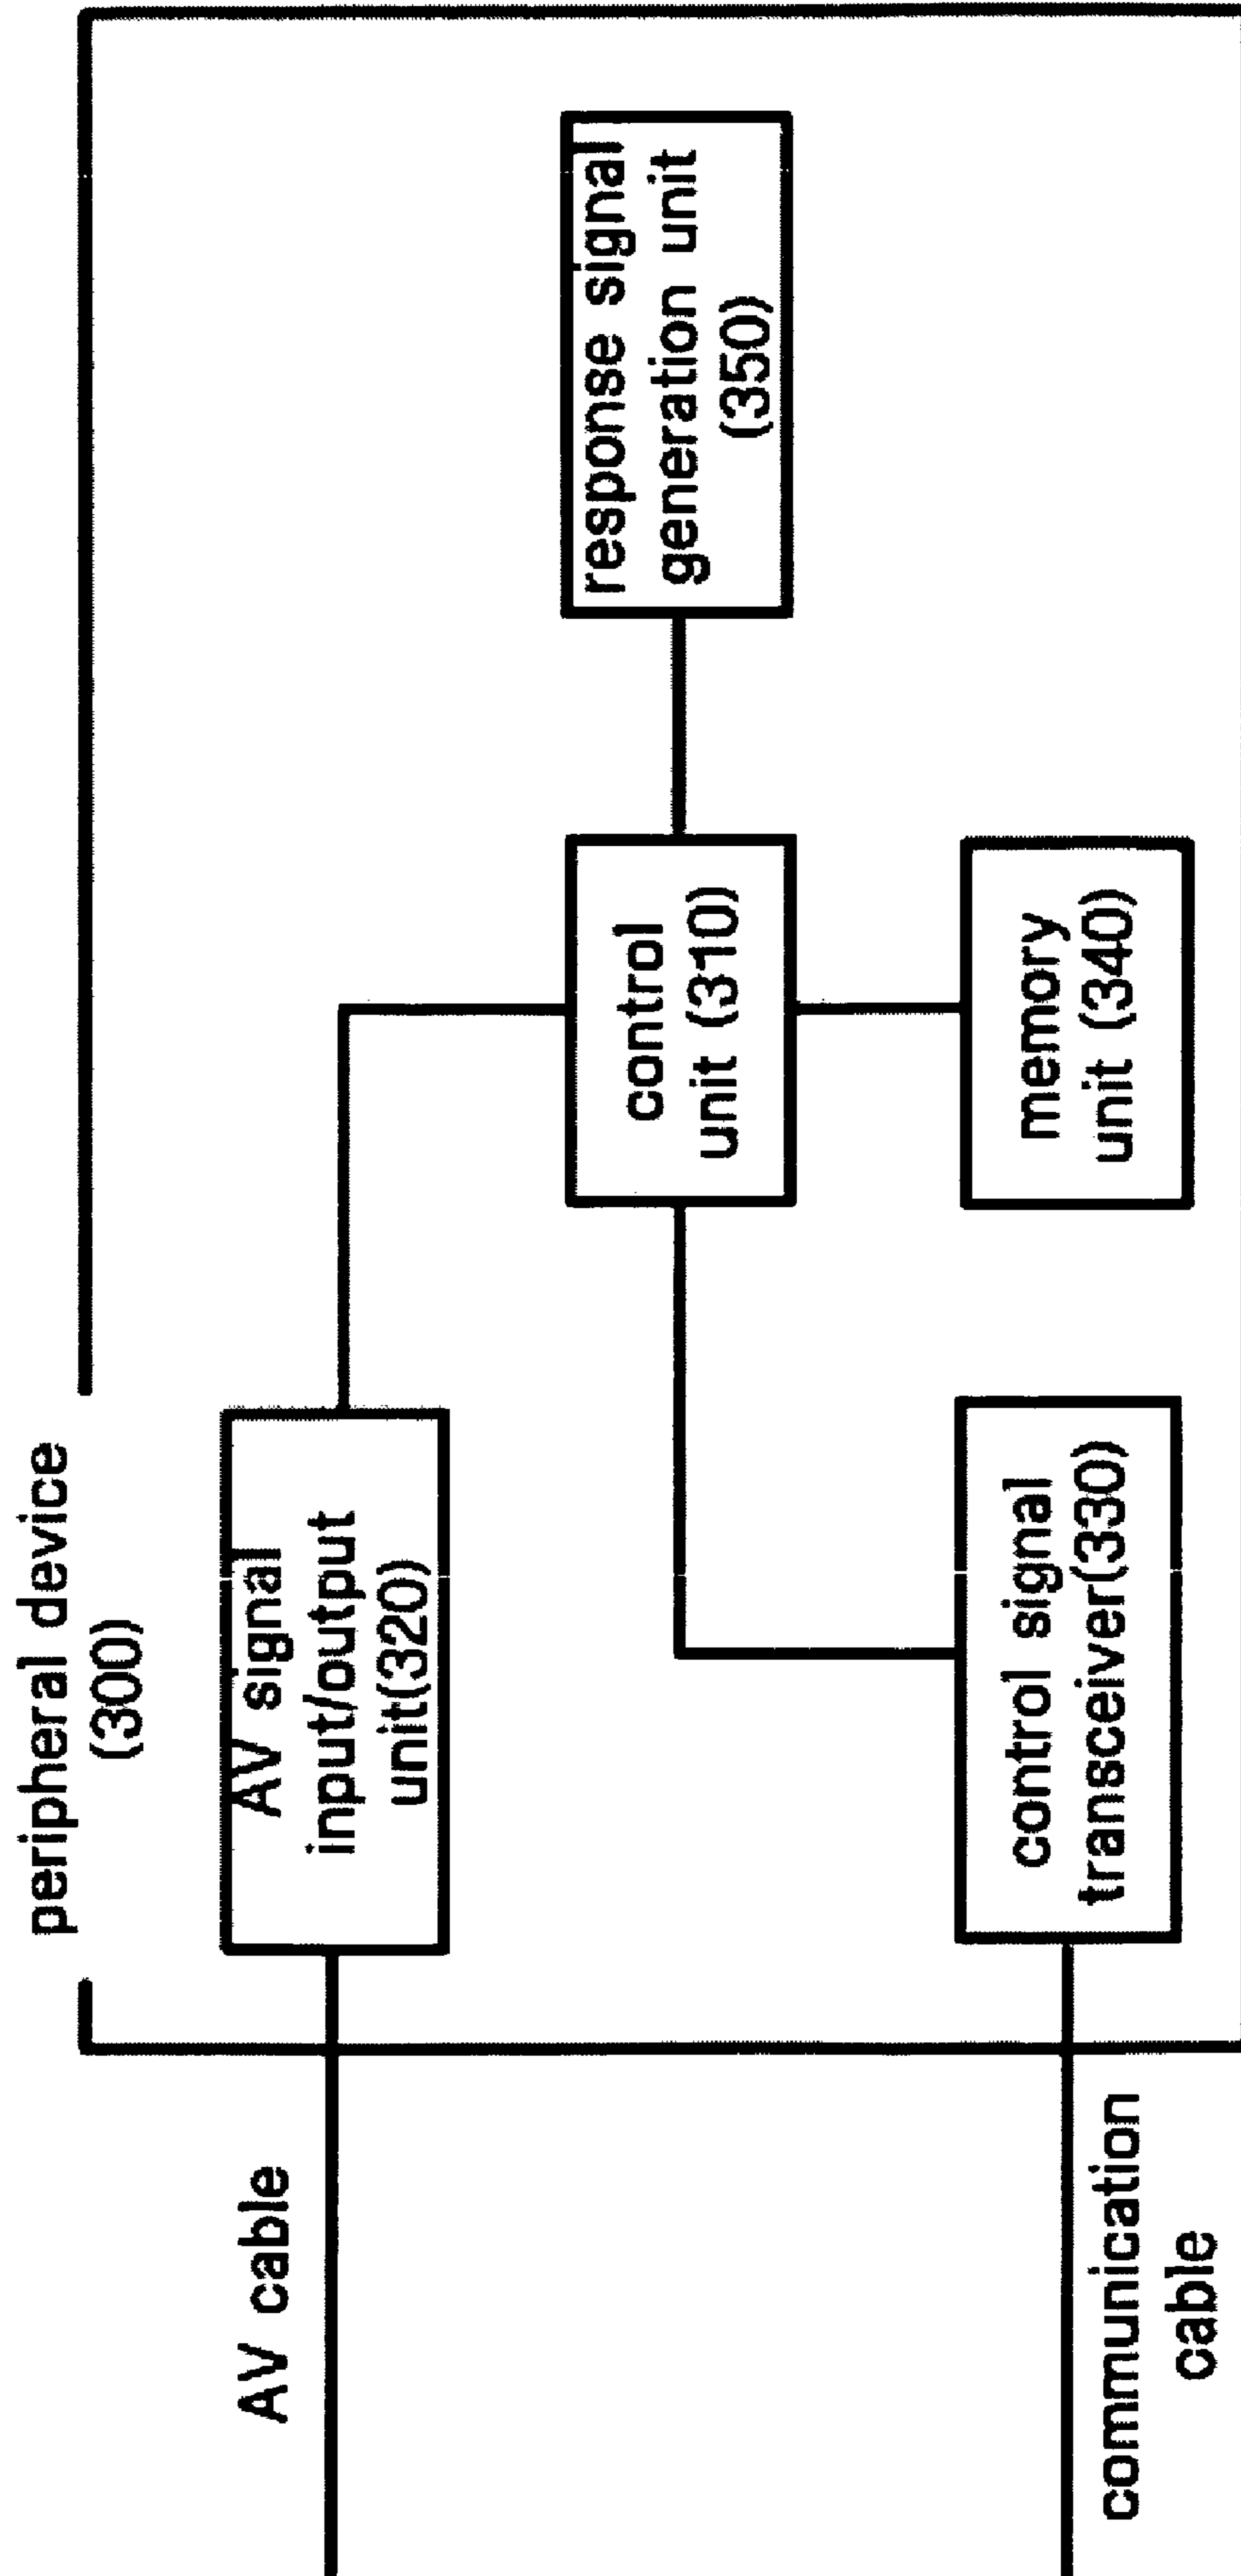 peripheral device
(300)
AV cable
AV signal
input/output
unit(320)
control
unit (310)
response signal
generation unit
(350)
communication
cable
control signal
transceiver(330)
memory
unit (340)